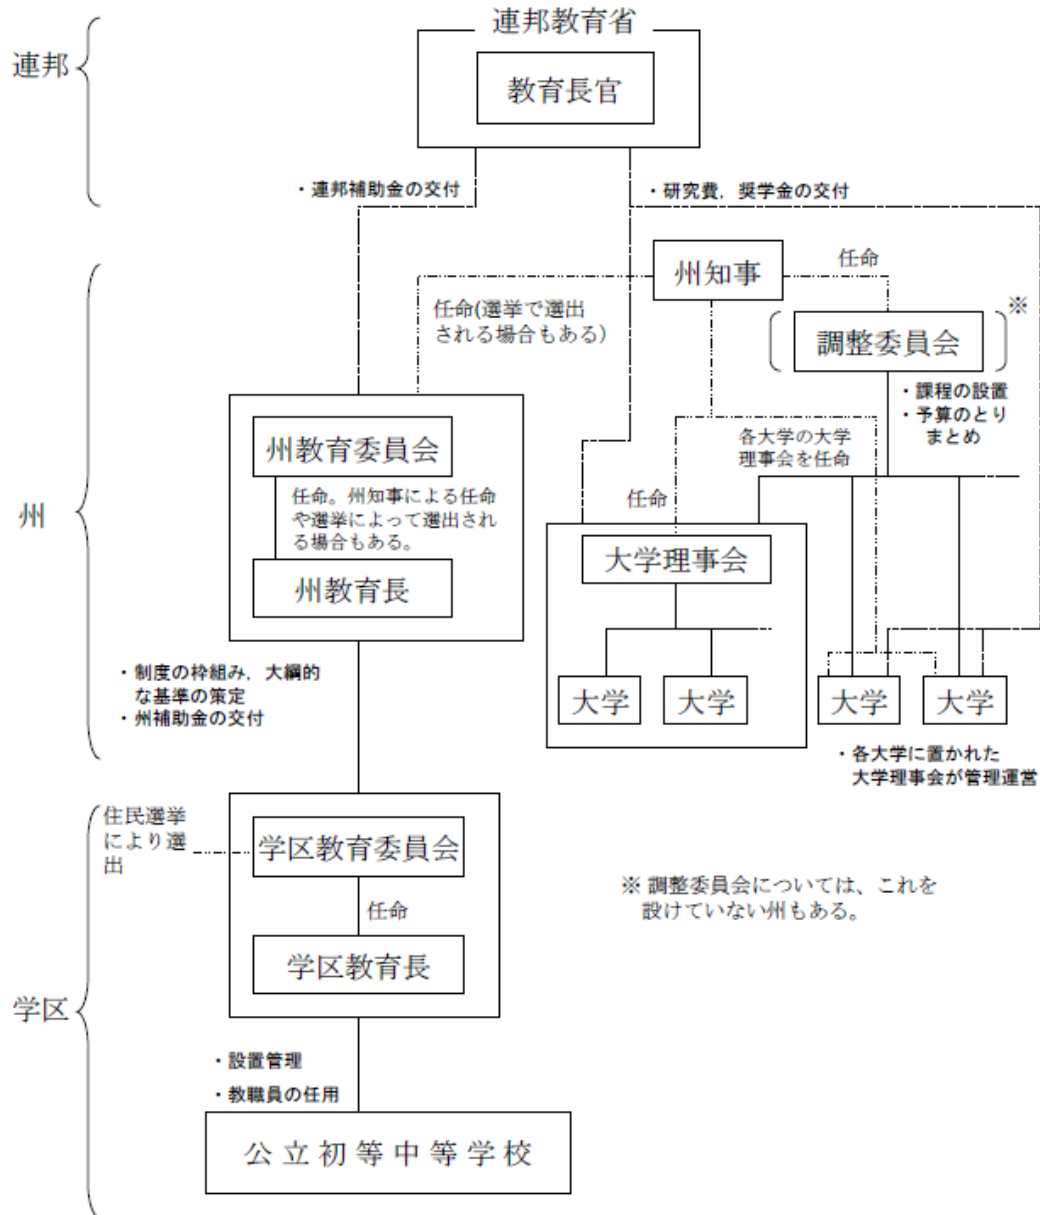 連邦教育省
連邦
教育長官
・連邦補助金の交付
・研究費，奨学金の交付
州知事
任命
任命(選挙で選出
される場合もある）
※
調整委員会
・課程の設置
・予算のとり
まとめ
州教育委員会
各大学の大学
理事会を任命
任命。州知事による任命
や選挙によって選出され
る場合もある。
任命
州
大学理事会
州教育長
・制度の枠組み，大綱的
な基準の策定
・州補助金の交付
大学
大学
大学
大学
・各大学に置かれた
大学理事会が管理運営
住民選挙
により選
出
学区教育委員会
※ 調整委員会については、これを
設けていない州もある。
任命
学区教育長
学区
・設置管理
・教職員の任用
公立初等中等学校